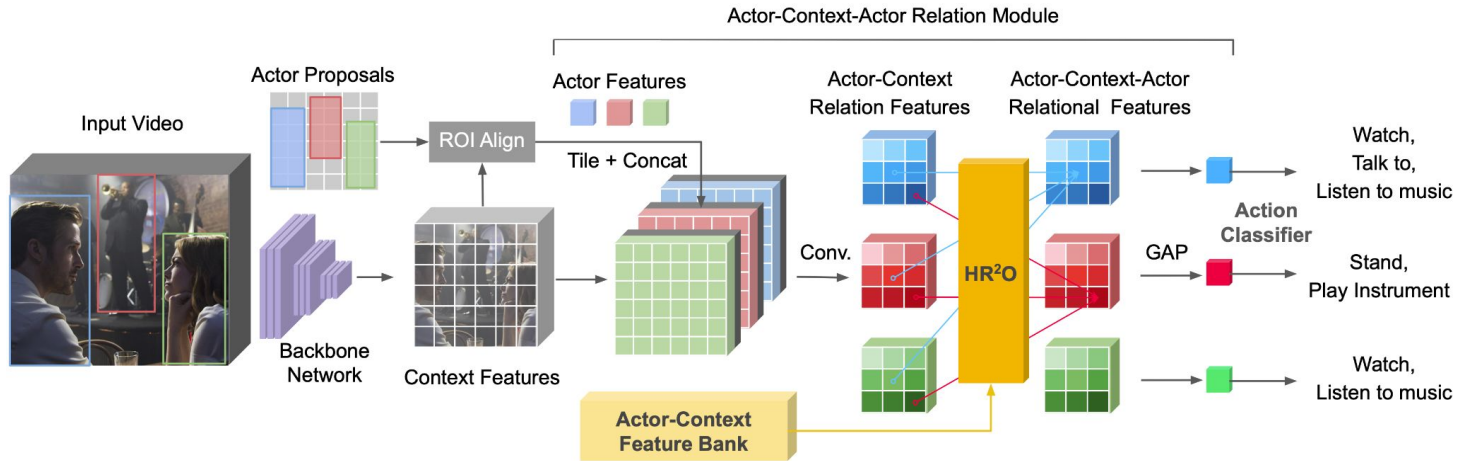 Actor-Context-Actor Relation Module
Input Video
Actor Proposals
ROI Align
Actor Features
Tile + Concat
Backbone
Network
Context Features
Conv.
Actor-Context
Relation Features
HR²O
Actor-Context
Feature Bank
Actor-Context-Actor
Relational Features
GAP
Action
Classifier
Watch,
Talk to,
Listen to music
Stand,
Play Instrument
Watch,
Listen to music